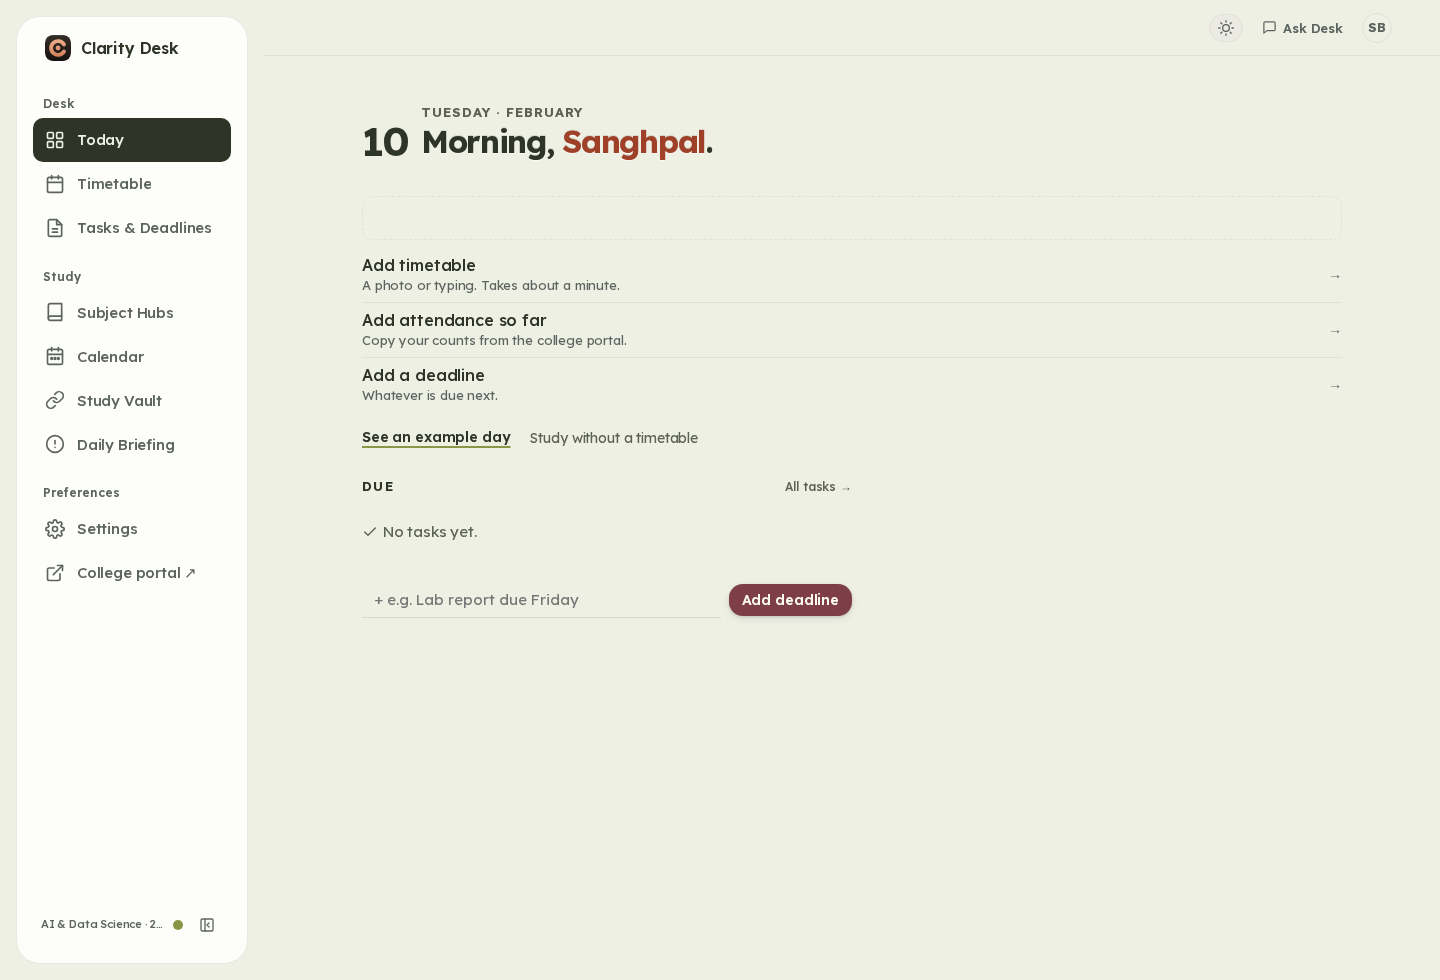 Clarity Desk
Desk
Today
Timetable
Tasks & Deadlines
Study
Subject Hubs
Calendar
Study Vault
Daily Briefing
Preferences
Settings
College portal ↗
AI & Data Science · 2…
Ask Desk
SB
TUESDAY · FEBRUARY
10 Morning, Sanghpal.
Add timetable
A photo or typing. Takes about a minute.
→
Add attendance so far
Copy your counts from the college portal.
→
Add a deadline
Whatever is due next.
→
See an example day Study without a timetable
DUE All tasks →
No tasks yet.
+ e.g. Lab report due Friday Add deadline